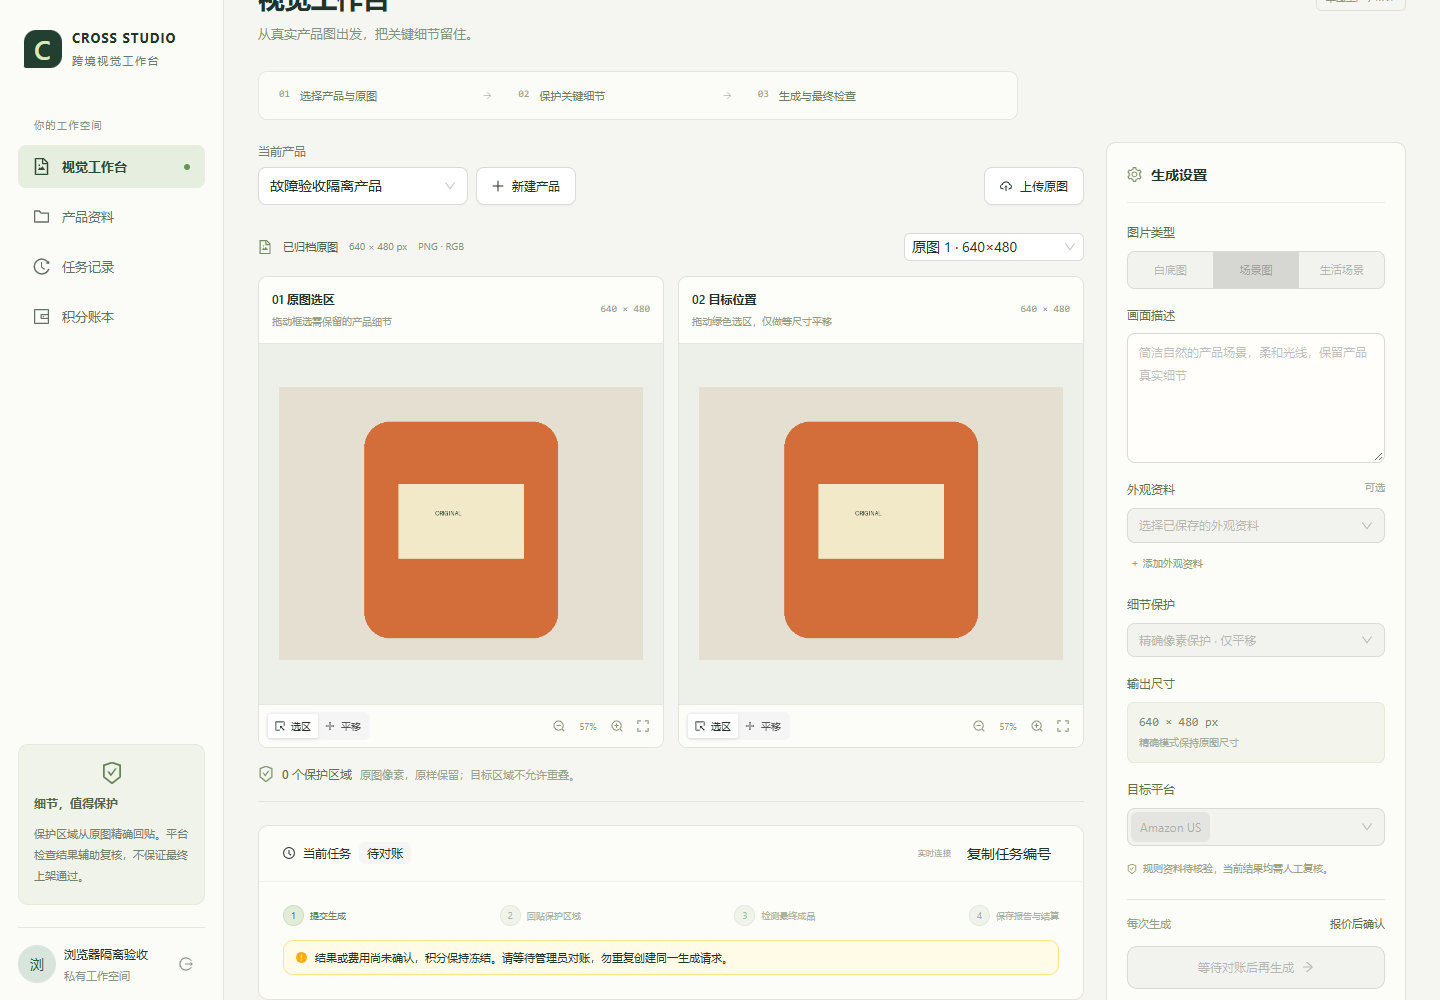 C
CROSS STUDIO
跨境视觉工作台
你的工作空间
视觉工作台
产品资料
任务记录
积分账本
细节，值得保护
保护区域从原图精确回贴。平台
检查结果辅助复核，不保证最终
上架通过。
浏
浏览器隔离验收
私有工作空间
视觉工作台
从真实产品图出发，把关键细节留住。
01 选择产品与原图 → 02 保护关键细节 → 03 生成与最终检查
当前产品
故障验收隔离产品
新建产品
上传原图
已归档原图 640 × 480 px PNG · RGB
原图 1 · 640×480
01 原图选区
拖动框选需保留的产品细节
640 × 480
ORIGINAL
选区 平移 57%
02 目标位置
拖动绿色选区，仅做等尺寸平移
640 × 480
ORIGINAL
选区 平移 57%
0 个保护区域 原图像素，原样保留；目标区域不允许重叠。
当前任务 待对账
实时连接 复制任务编号
1 提交生成
2 回贴保护区域
3 检测最终成品
4 保存报告与结算
结果或费用尚未确认，积分保持冻结。请等待管理员对账，勿重复创建同一生成请求。
生成设置
图片类型
白底图 场景图 生活场景
画面描述
简洁自然的产品场景，柔和光线，保留产品
真实细节
外观资料 可选
选择已保存的外观资料
+ 添加外观资料
细节保护
精确像素保护 · 仅平移
输出尺寸
640 × 480 px
精确模式保持原图尺寸
目标平台
Amazon US
规则资料待核验，当前结果均需人工复核。
每次生成 报价后确认
等待对账后再生成 →